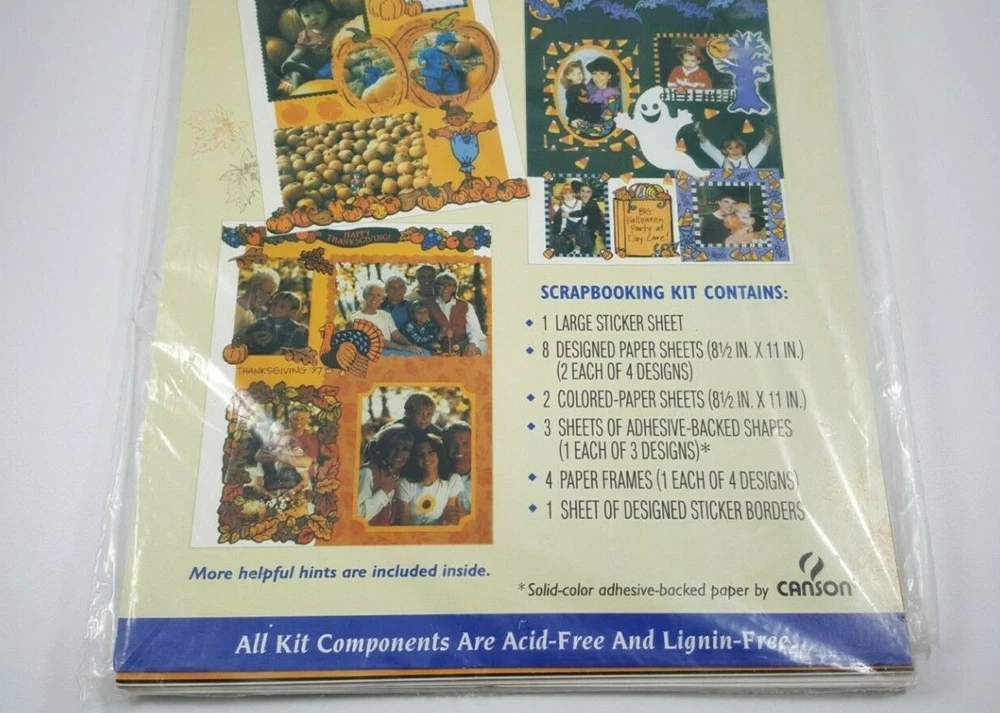 HAPPY
THANKSGIVING!
THANKSGIVING '97
BIG
Halloween
Party at
Day Care!
SCRAPBOOKING KIT CONTAINS:
◆ 1 LARGE STICKER SHEET
◆ 8 DESIGNED PAPER SHEETS (8½ IN. X 11 IN.)
(2 EACH OF 4 DESIGNS)
◆ 2 COLORED-PAPER SHEETS (8½ IN. X 11 IN.)
◆ 3 SHEETS OF ADHESIVE-BACKED SHAPES
(1 EACH OF 3 DESIGNS)*
◆ 4 PAPER FRAMES (1 EACH OF 4 DESIGNS)
◆ 1 SHEET OF DESIGNED STICKER BORDERS
More helpful hints are included inside.
*Solid-color adhesive-backed paper by CANSON
All Kit Components Are Acid-Free And Lignin-Free.